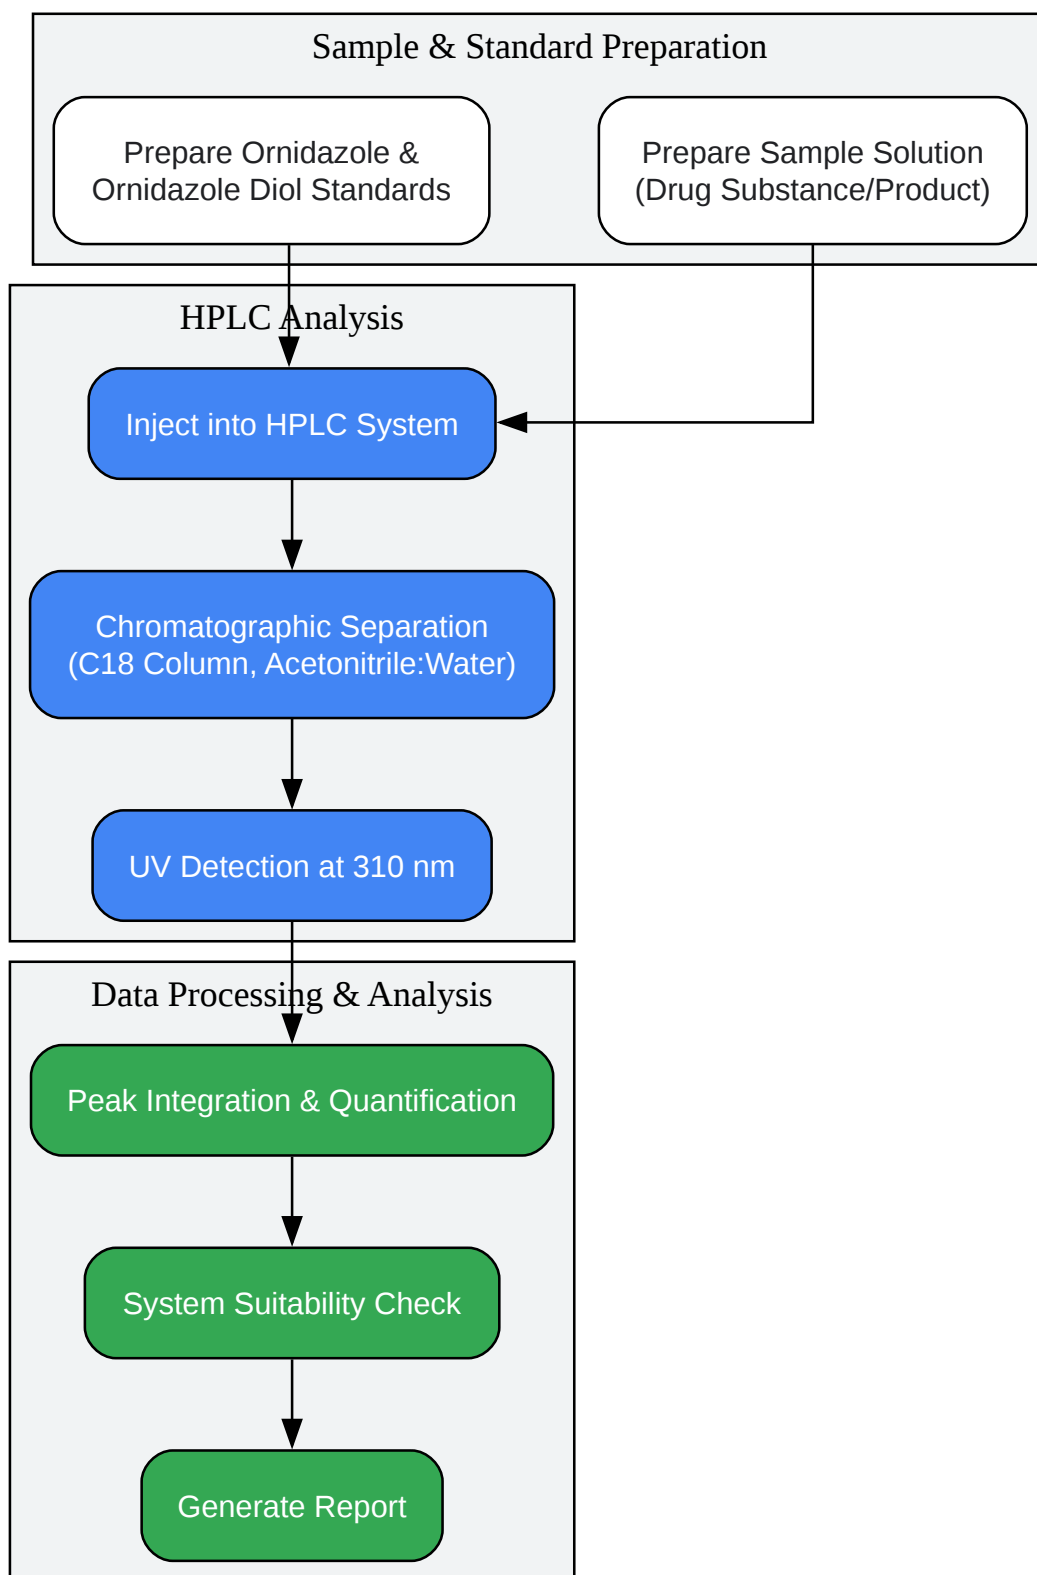 Sample & Standard Preparation
Prepare Ornidazole &
Ornidazole Diol Standards
Prepare Sample Solution
(Drug Substance/Product)
HPLC Analysis
Inject into HPLC System
Chromatographic Separation
(C18 Column, Acetonitrile:Water)
UV Detection at 310 nm
Data Processing & Analysis
Peak Integration & Quantification
System Suitability Check
Generate Report